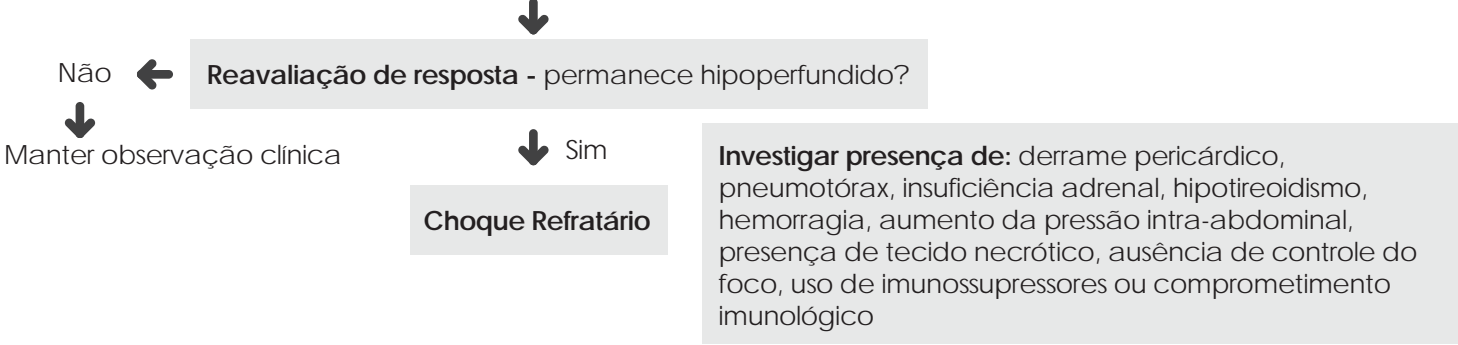 Não
Reavaliação de resposta - permanece hipoperfundido?
Manter observação clínica
Sim
Choque Refratário
Investigar presença de: derrame pericárdico,
pneumotórax, insuficiência adrenal, hipotireoidismo,
hemorragia, aumento da pressão intra-abdominal,
presença de tecido necrótico, ausência de controle do
foco, uso de imunossupressores ou comprometimento
imunológico